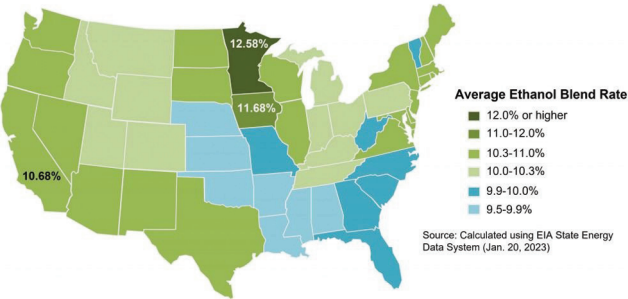 12.58%
11.68%
10.68%
Average Ethanol Blend Rate
12.0% or higher
11.0-12.0%
10.3-11.0%
10.0-10.3%
9.9-10.0%
9.5-9.9%
Source: Calculated using EIA State Energy
Data System (Jan. 20, 2023)